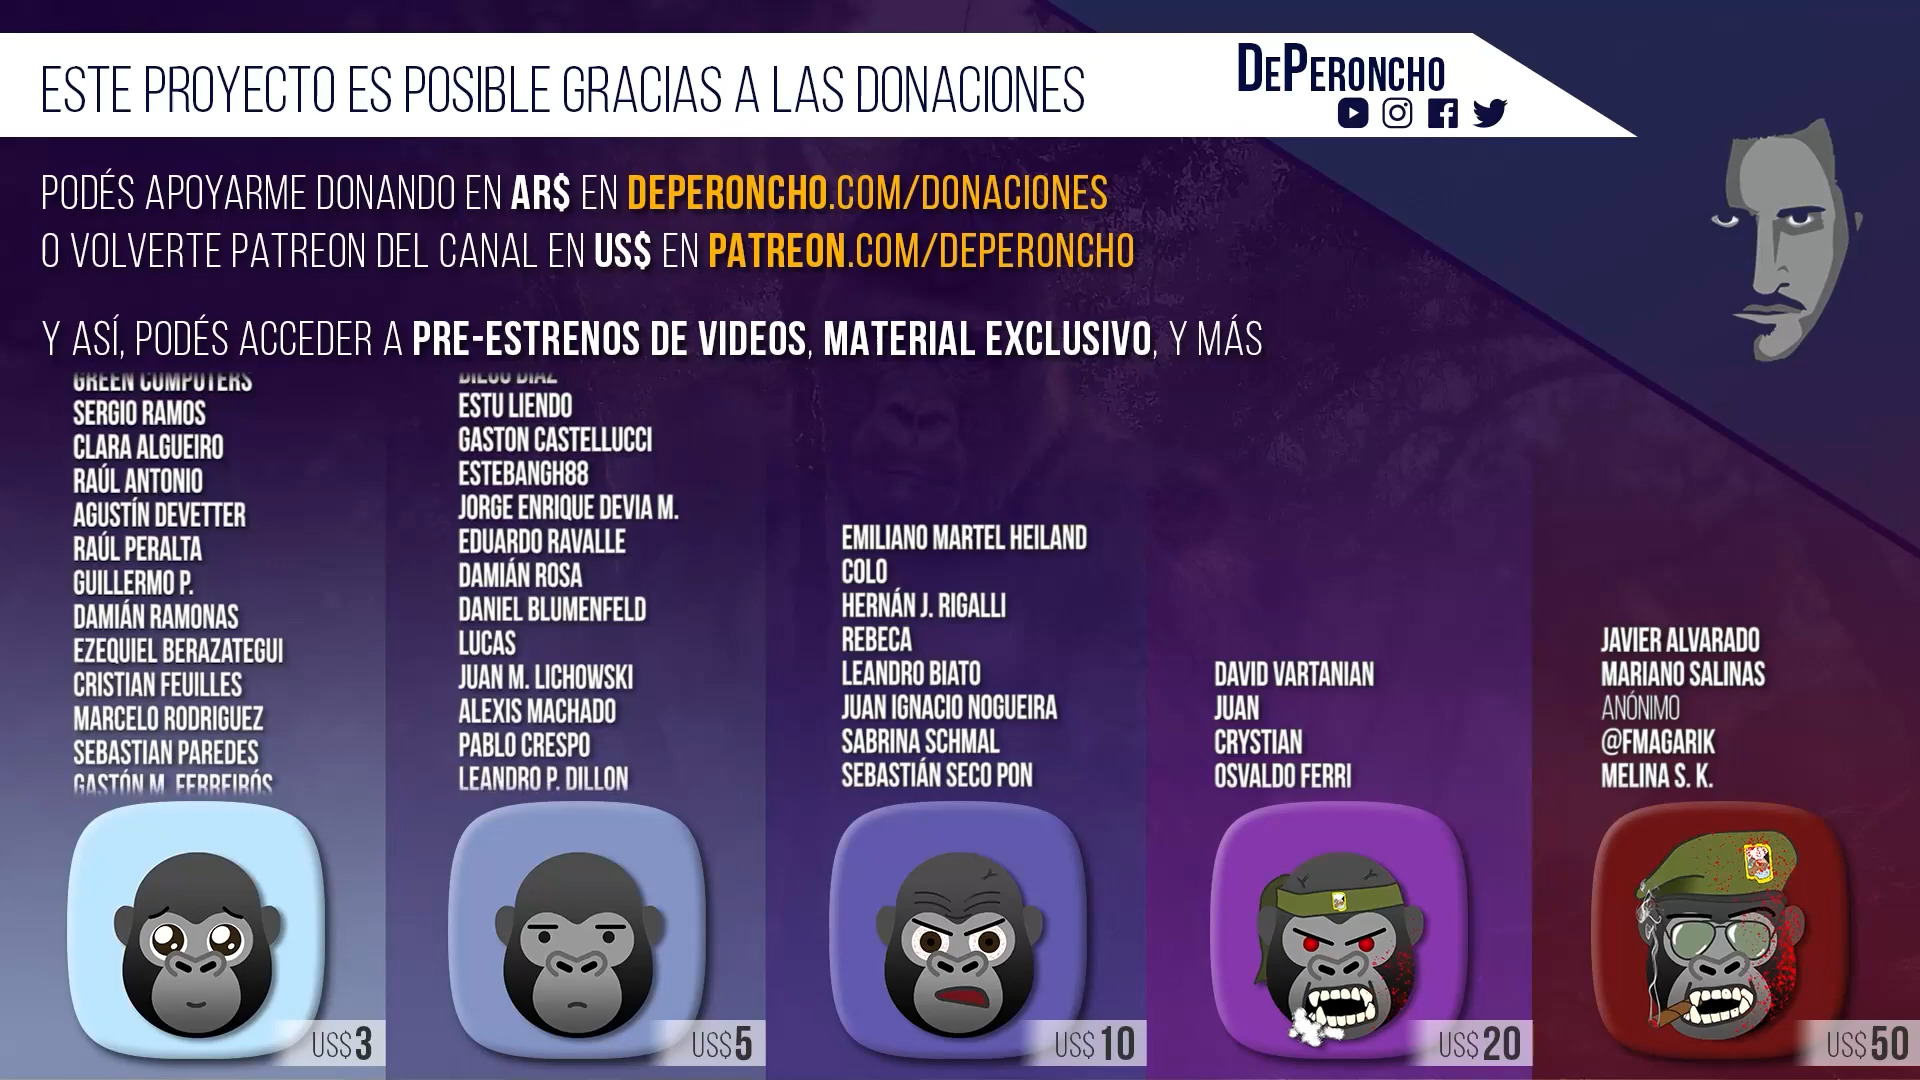 ESTE PROYECTO ES POSIBLE GRACIAS A LAS DONACIONES
DEPERONCHO
PODÉS APOYARME DONANDO EN AR$ EN DEPERONCHO.COM/DONACIONES
O VOLVERTE PATREON DEL CANAL EN US$ EN PATREON.COM/DEPERONCHO
Y ASÍ, PODÉS ACCEDER A PRE-ESTRENOS DE VIDEOS, MATERIAL EXCLUSIVO, Y MÁS
GREEN COMPUTERS
SERGIO RAMOS
CLARA ALGUEIRO
RAÚL ANTONIO
AGUSTÍN DEVETTER
RAÚL PERALTA
GUILLERMO P.
DAMIÁN RAMONAS
EZEQUIEL BERAZATEGUI
CRISTIAN FEUILLES
MARCELO RODRIGUEZ
SEBASTIAN PAREDES
GASTÓN M. FERREIRÓS
US$3
DIEGO DIAZ
ESTU LIENDO
GASTON CASTELLUCCI
ESTEBANGH88
JORGE ENRIQUE DEVIA M.
EDUARDO RAVALLE
DAMIÁN ROSA
DANIEL BLUMENFELD
LUCAS
JUAN M. LICHOWSKI
ALEXIS MACHADO
PABLO CRESPO
LEANDRO P. DILLON
US$5
EMILIANO MARTEL HEILAND
COLO
HERNÁN J. RIGALLI
REBECA
LEANDRO BIATO
JUAN IGNACIO NOGUEIRA
SABRINA SCHMAL
SEBASTIÁN SECO PON
US$10
DAVID VARTANIAN
JUAN
CRYSTIAN
OSVALDO FERRI
US$20
JAVIER ALVARADO
MARIANO SALINAS
ANÓNIMO
@FMAGARIK
MELINA S. K.
US$50